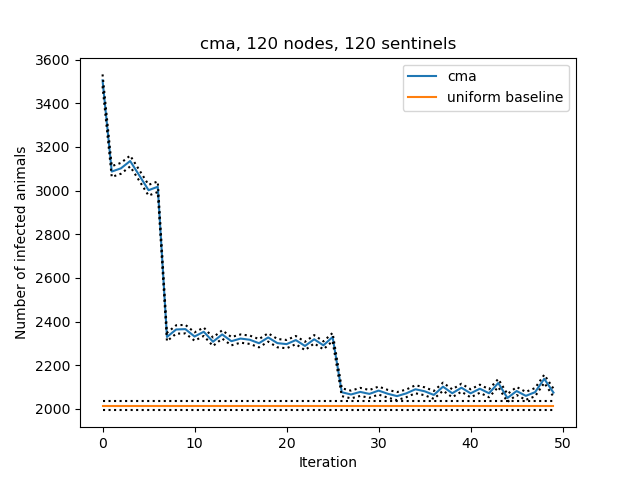 cma, 120 nodes, 120 sentinels
cma
uniform baseline
3600
3400
3200
3000
2800
2600
2400
2200
2000
Number of infected animals
0 10 20 30 40 50
Iteration